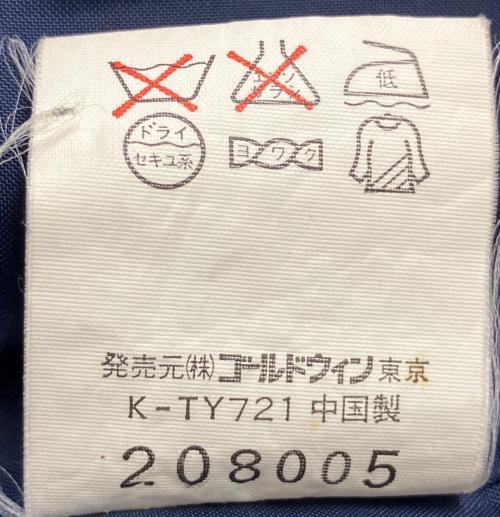 エンソ
サラシ
低
ドライ
セキユ系
ヨワク
発売元(株)ゴールドウイン東京
K-TY721 中国製
208005